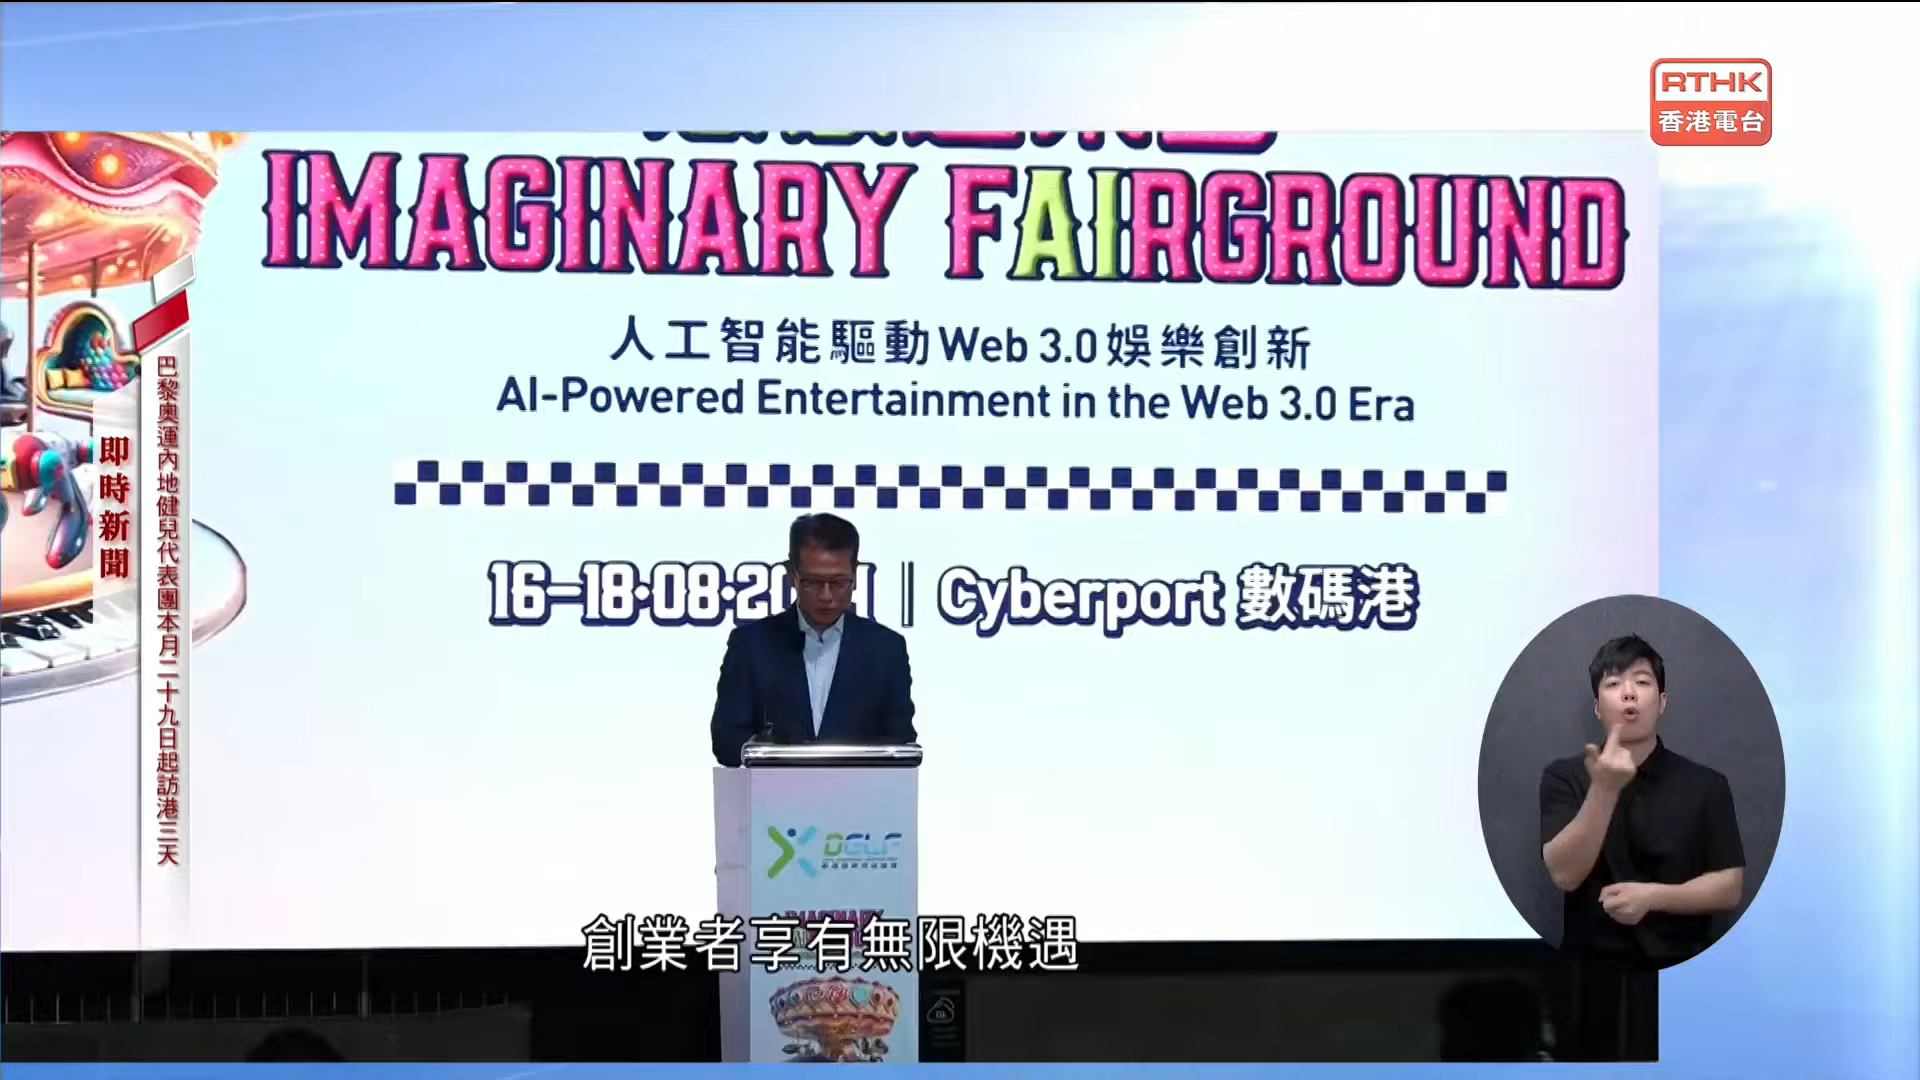 RTHK
香港電台
IMAGINARY FAIRGROUND
人工智能驅動Web 3.0娛樂創新
AI-Powered Entertainment in the Web 3.0 Era
Cyberport 數碼港
即時新聞
巴黎奧運內地健兒代表團本月二十九日起訪港三天
DGLF
創業者享有無限機遇